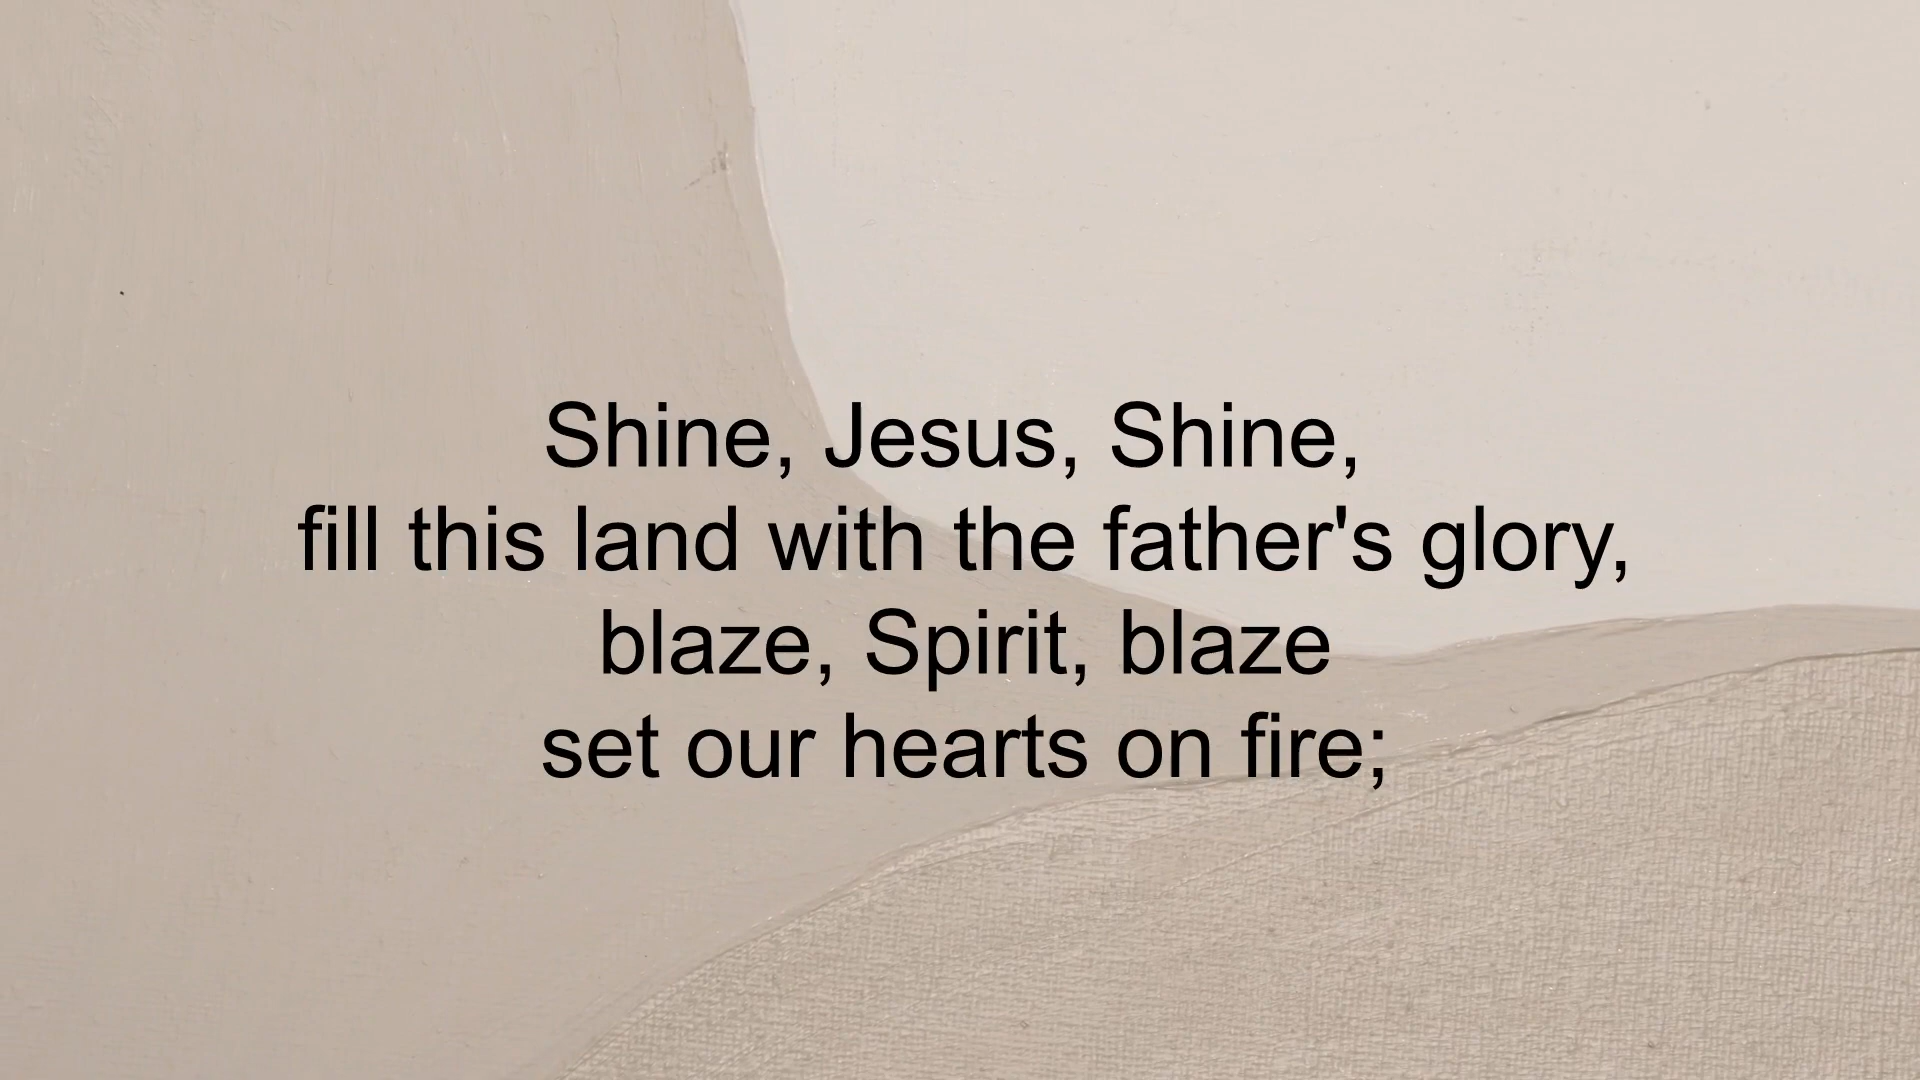 Shine, Jesus, Shine,
fill this land with the father's glory,
blaze, Spirit, blaze
set our hearts on fire;